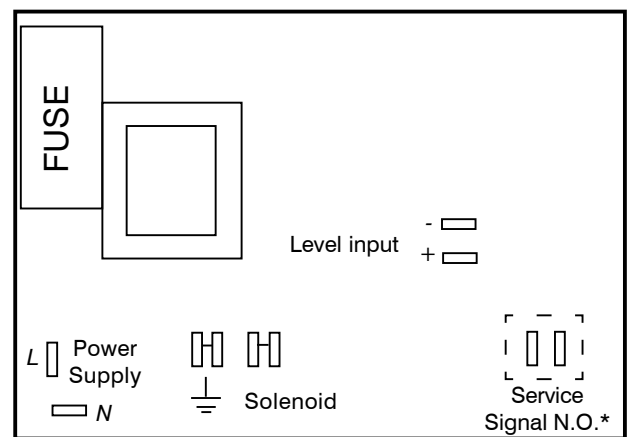 FUSE
Level input
-
+
L
Power
Supply
N
Solenoid
Service
Signal N.O.*